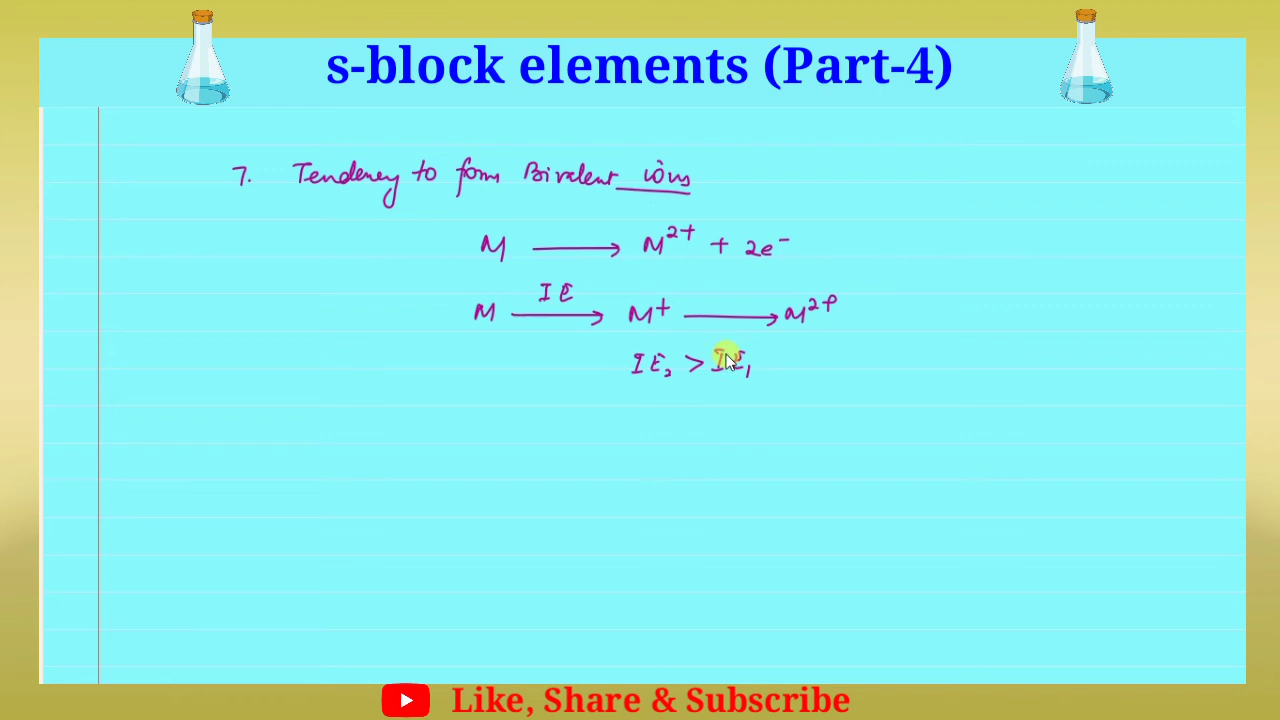 s-block elements (Part-4)
7. Tendency to form Bivalent ions
M ⟶ M²⁺ + 2e⁻
IE
M ⟶ M⁺ ⟶ M²⁺
IE₂ > IE₁
Like, Share & Subscribe